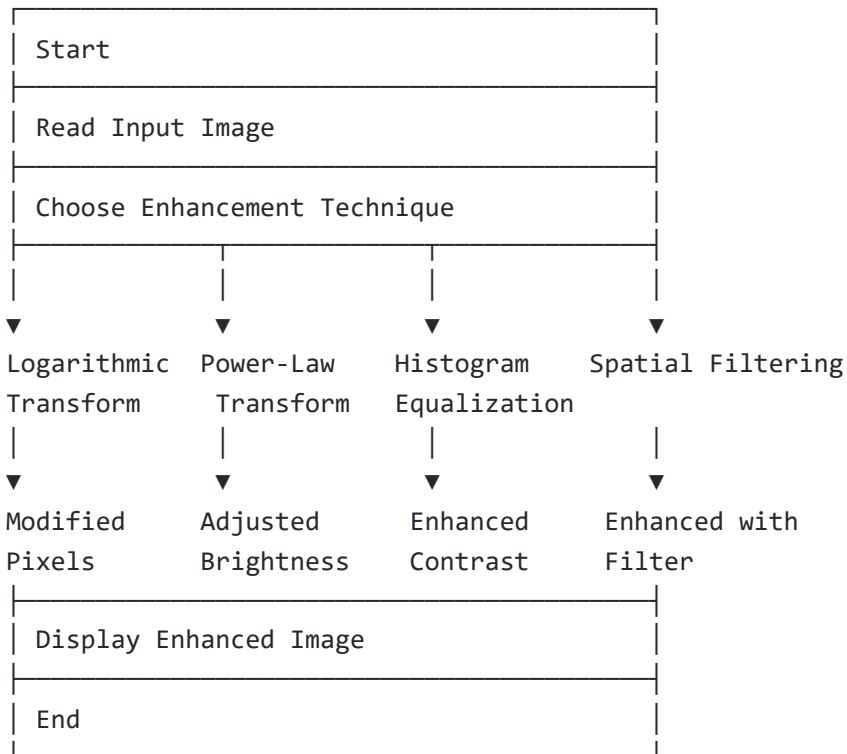 Start
Read Input Image
Choose Enhancement Technique
Logarithmic Power-Law Histogram Spatial Filtering
Transform Transform Equalization
Modified Adjusted Enhanced Enhanced with
Pixels Brightness Contrast Filter
Display Enhanced Image
End